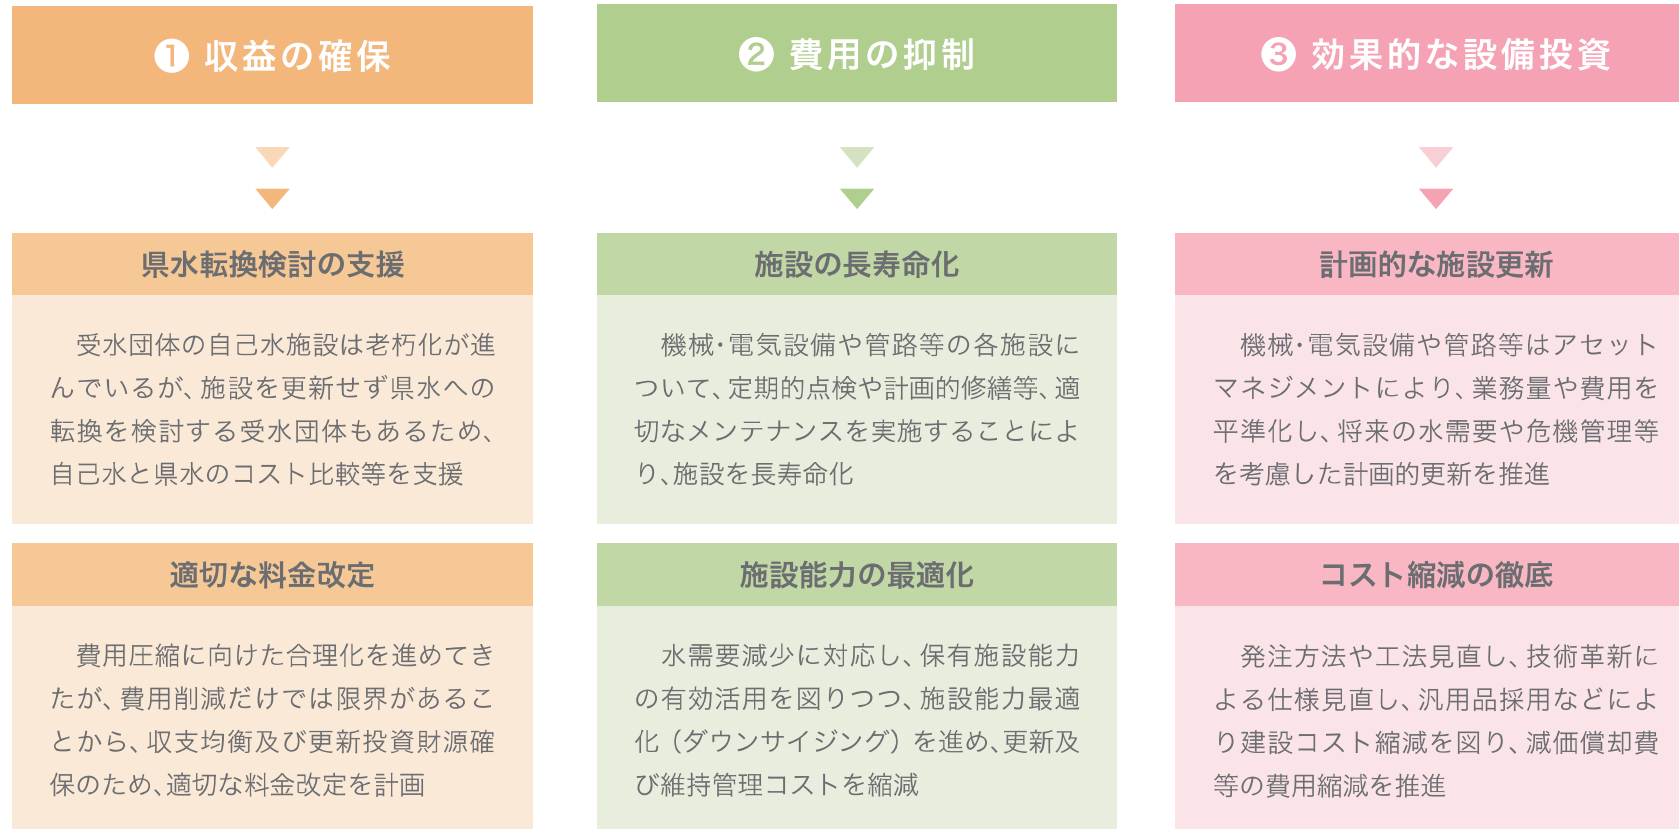 ❶ 収益の確保
県水転換検討の支援
受水団体の自己水施設は老朽化が進
んでいるが、施設を更新せず県水への
転換を検討する受水団体もあるため、
自己水と県水のコスト比較等を支援
適切な料金改定
費用圧縮に向けた合理化を進めてき
たが、費用削減だけでは限界があるこ
とから、収支均衡及び更新投資財源確
保のため、適切な料金改定を計画
❷ 費用の抑制
施設の長寿命化
機械・電気設備や管路等の各施設に
ついて、定期的点検や計画的修繕等、適
切なメンテナンスを実施することによ
り、施設を長寿命化
施設能力の最適化
水需要減少に対応し、保有施設能力
の有効活用を図りつつ、施設能力最適
化（ダウンサイジング）を進め、更新及
び維持管理コストを縮減
❸ 効果的な設備投資
計画的な施設更新
機械・電気設備や管路等はアセット
マネジメントにより、業務量や費用を
平準化し、将来の水需要や危機管理等
を考慮した計画的更新を推進
コスト縮減の徹底
発注方法や工法見直し、技術革新に
よる仕様見直し、汎用品採用などによ
り建設コスト縮減を図り、減価償却費
等の費用縮減を推進